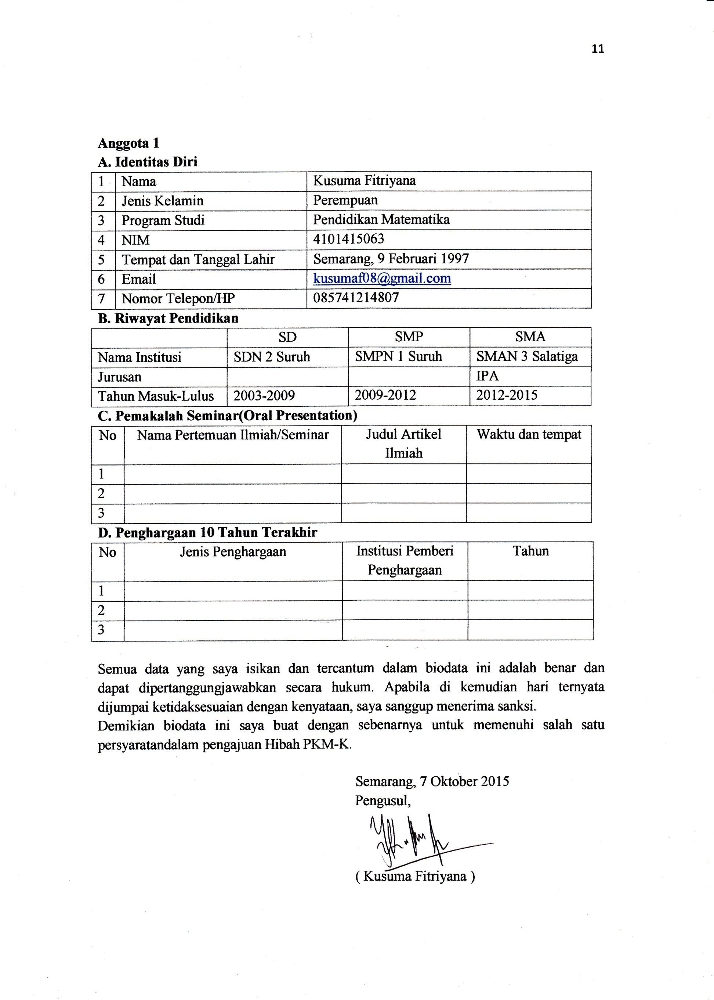 11
Anggota 1
A. Identitas Diri
1 Nama Kusuma Fitriyana
2 Jenis Kelamin Perempuan
3 Program Studi Pendidikan Matematika
4 NIM 4101415063
5 Tempat dan Tanggal Lahir Semarang, 9 Februari 1997
6 Email kusumaf08@gmail.com
7 Nomor Telepon/HP 085741214807
B. Riwayat Pendidikan
SD SMP SMA
Nama Institusi SDN 2 Suruh SMPN 1 Suruh SMAN 3 Salatiga
Jurusan IPA
Tahun Masuk-Lulus 2003-2009 2009-2012 2012-2015
C. Pemakalah Seminar(Oral Presentation)
No Nama Pertemuan Ilmiah/Seminar Judul Artikel Waktu dan tempat
Ilmiah
1
2
3
D. Penghargaan 10 Tahun Terakhir
No Jenis Penghargaan Institusi Pemberi Tahun
Penghargaan
1
2
3
Semua data yang saya isikan dan tercantum dalam biodata ini adalah benar dan
dapat dipertanggungjawabkan secara hukum. Apabila di kemudian hari ternyata
dijumpai ketidaksesuaian dengan kenyataan, saya sanggup menerima sanksi.
Demikian biodata ini saya buat dengan sebenarnya untuk memenuhi salah satu
persyaratandalam pengajuan Hibah PKM-K.
Semarang, 7 Oktober 2015
Pengusul,
( Kusuma Fitriyana )